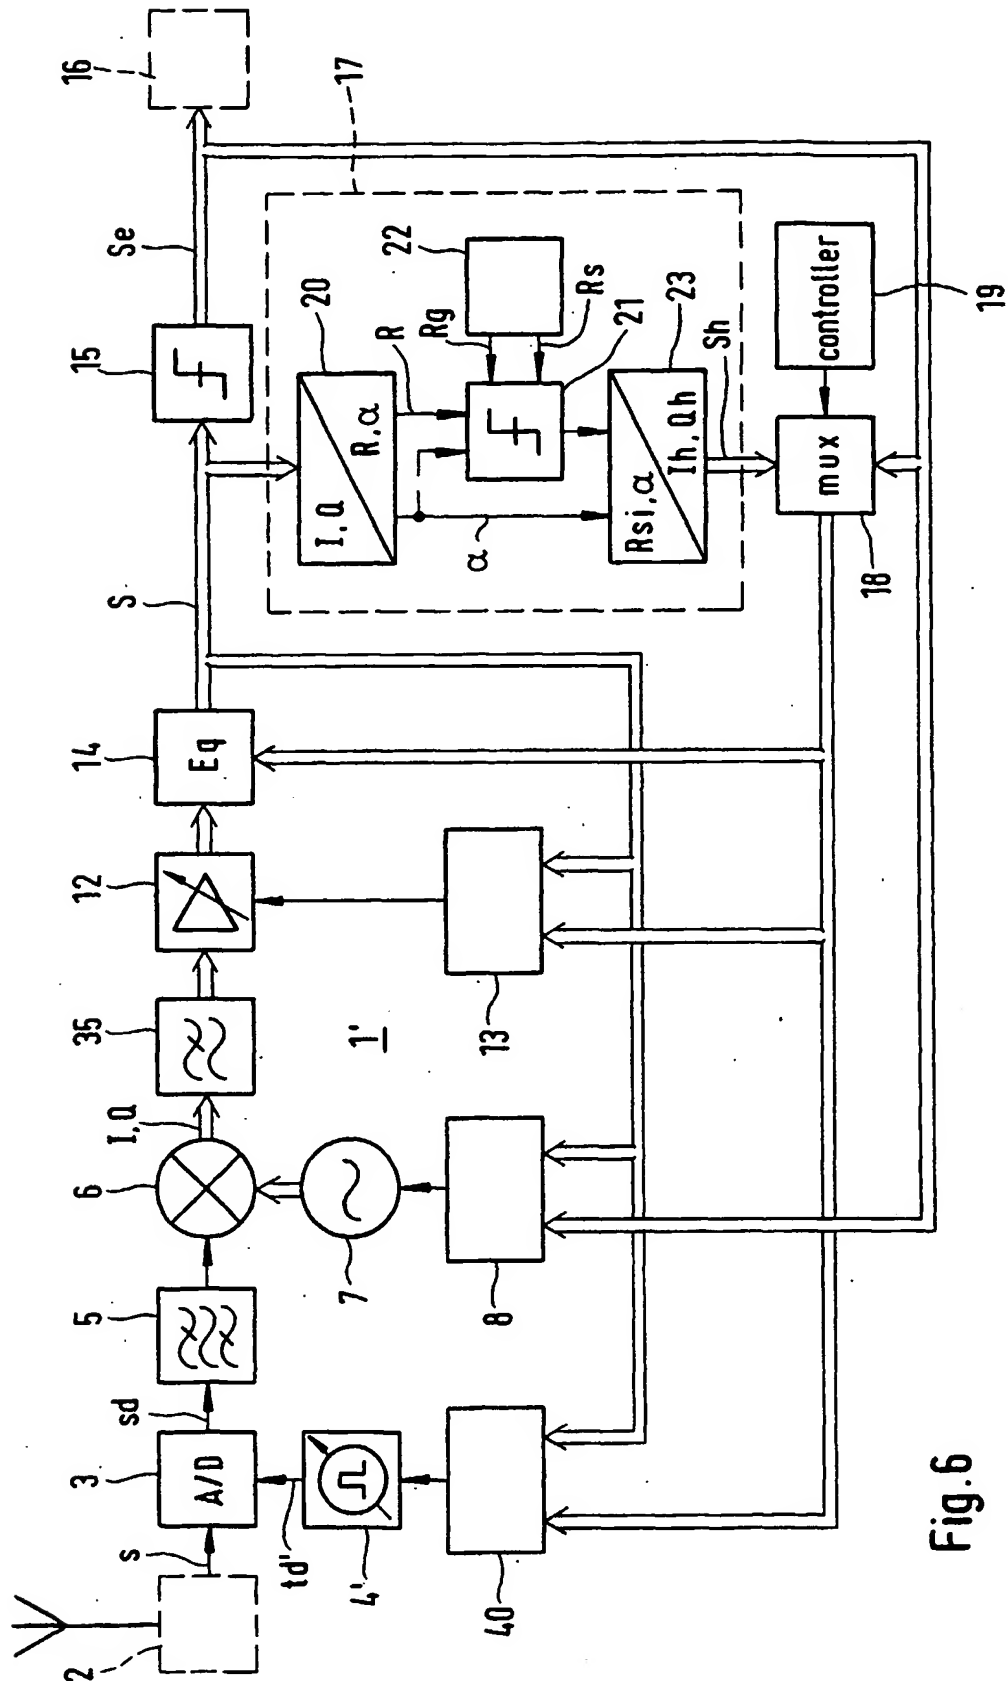 2
s
3
A/D
sd
5
6
I,Q
35
12
14
Eq
S
15
Se
16
td'
4'
7
1'
17
20
I,Q
R,α
R
22
Rg
Rs
21
α
23
Rsi,α
Ih,Qh
Sh
40
8
13
mux
18
controller
19
Fig.6